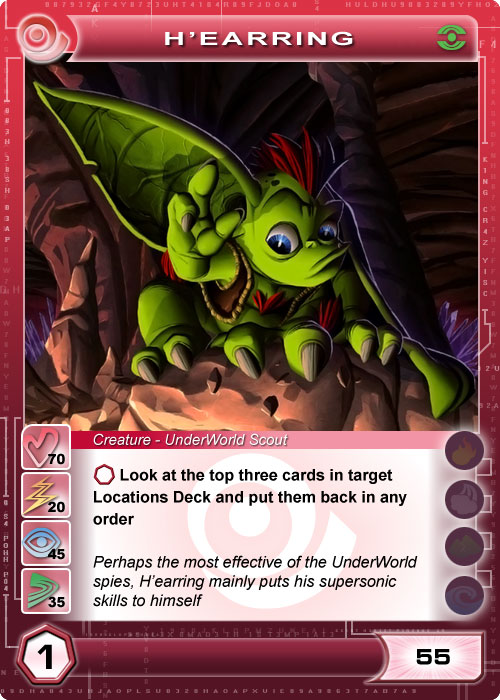 H'EARRING
70
20
45
35
Creature - UnderWorld Scout
Look at the top three cards in target
Locations Deck and put them back in any
order
Perhaps the most effective of the UnderWorld
spies, H'earring mainly puts his supersonic
skills to himself
1
55